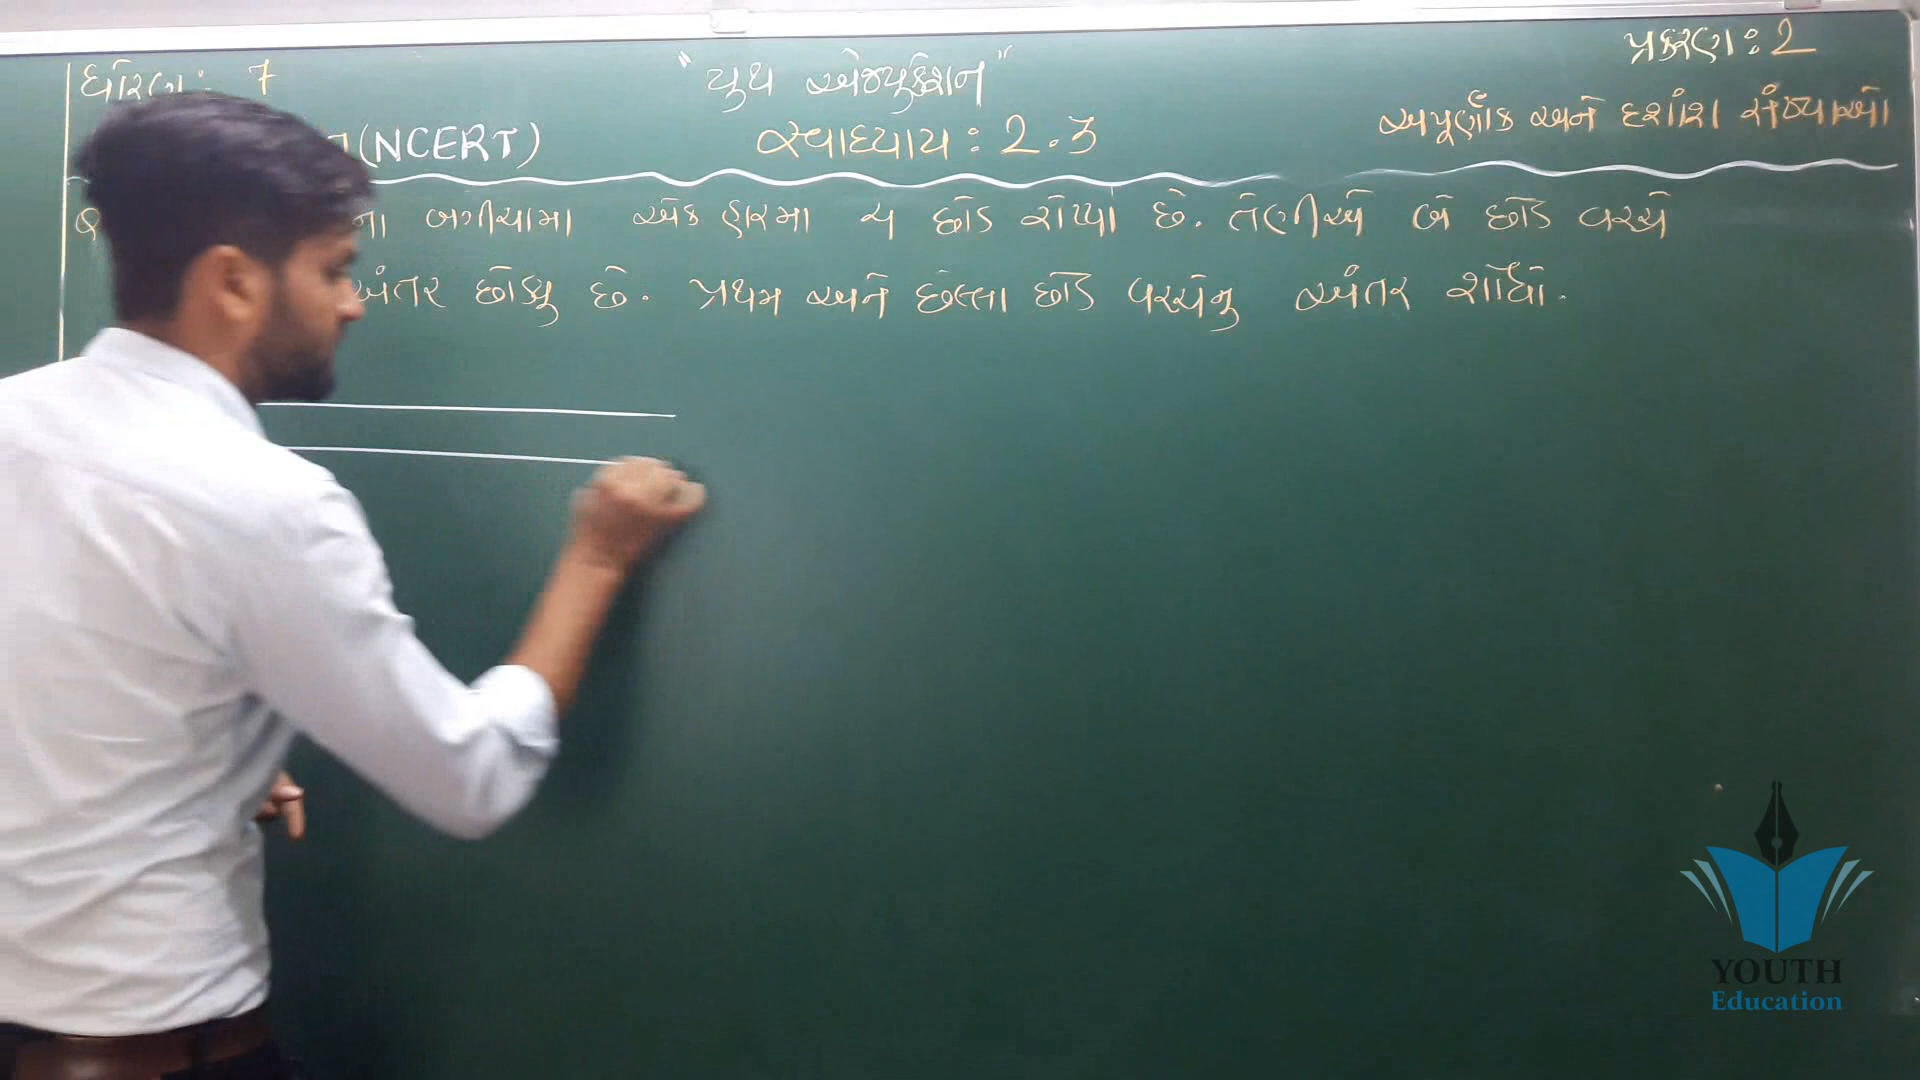 ધોરણ : 7
"યુથ એજ્યુકેશન"
પ્રકરણ : 2
(NCERT)
સ્વાધ્યાય : 2.3
અપૂર્ણાંક અને દશાંશ સંખ્યાઓ
ના બગીચામા એક હારમા ૪ છોડ રોપ્યા છે. તેણીએ બે છોડ વચ્ચે
અંતર છોડ્યુ છે. પ્રથમ અને છેલ્લા છોડ વચ્ચેનુ અંતર શોધો.
YOUTH
Education